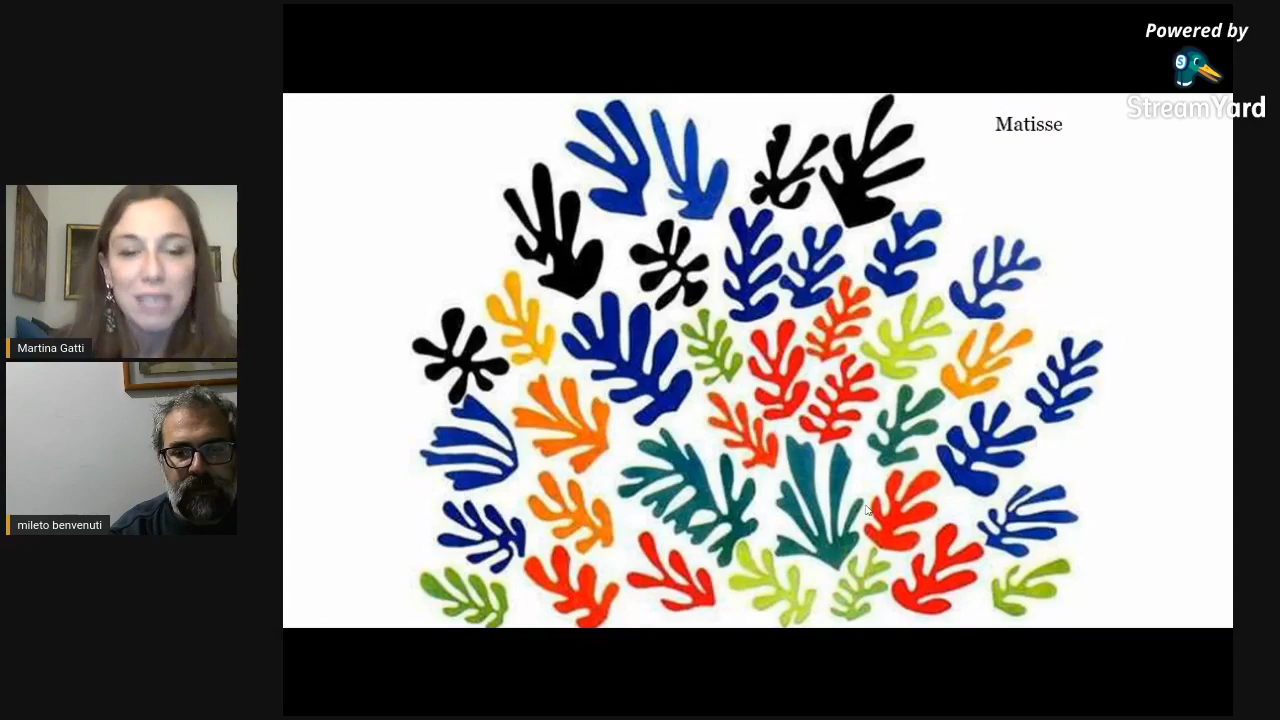 Powered by
StreamYard
Matisse
Martina Gatti
mileto benvenuti